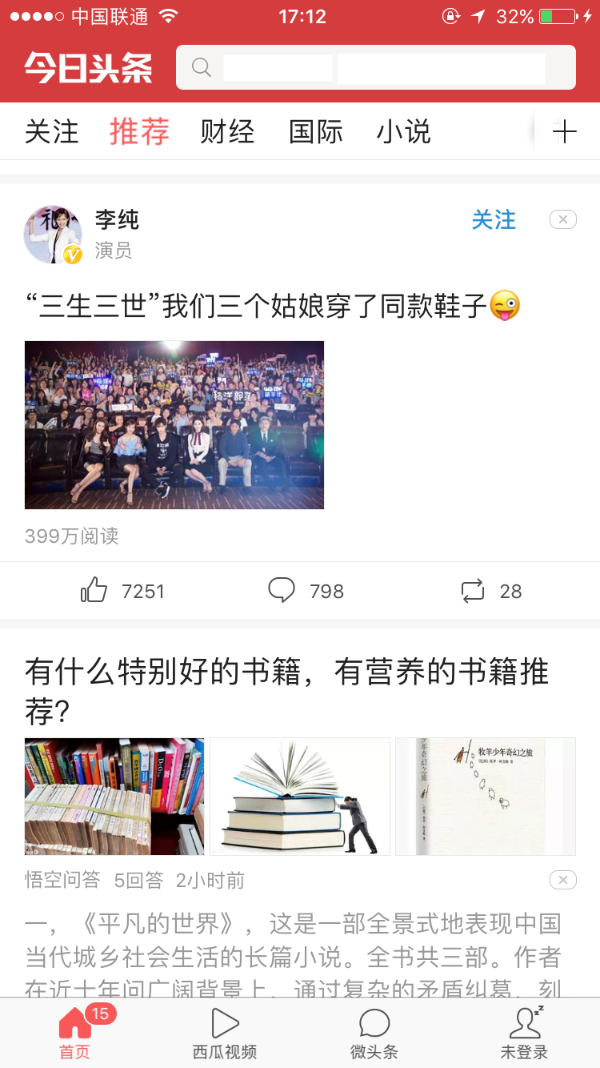 中国联通 17:12 32%
今日头条
关注 推荐 财经 国际 小说
李纯 关注
演员
“三生三世”我们三个姑娘穿了同款鞋子
399万阅读
7251 798 28
有什么特别好的书籍，有营养的书籍推
荐?
牧羊少年奇幻之旅
悟空问答 5回答 2小时前
一，《平凡的世界》，这是一部全景式地表现中国
当代城乡社会生活的长篇小说。全书共三部。作者
在近十年间广阔背景上，通过复杂的矛盾纠葛，刻
15
首页 西瓜视频 微头条 未登录